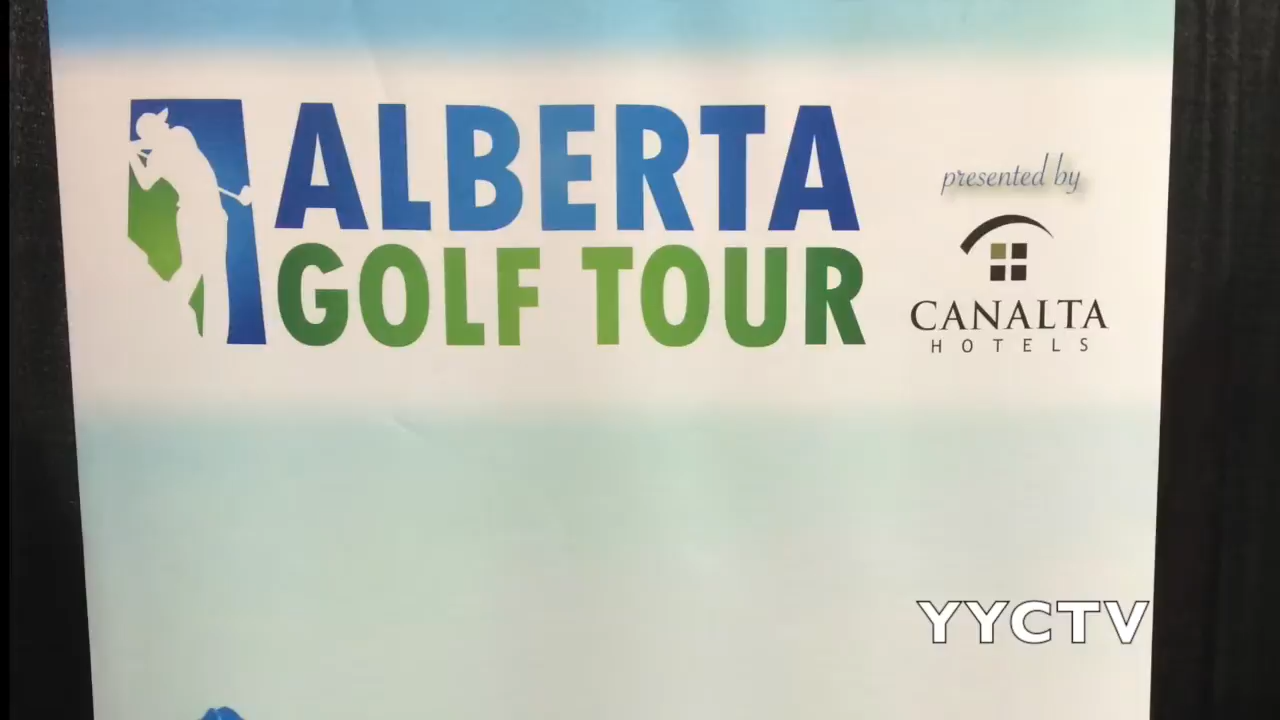 ALBERTA
GOLF TOUR
presented by
CANALTA
HOTELS
YYCTV